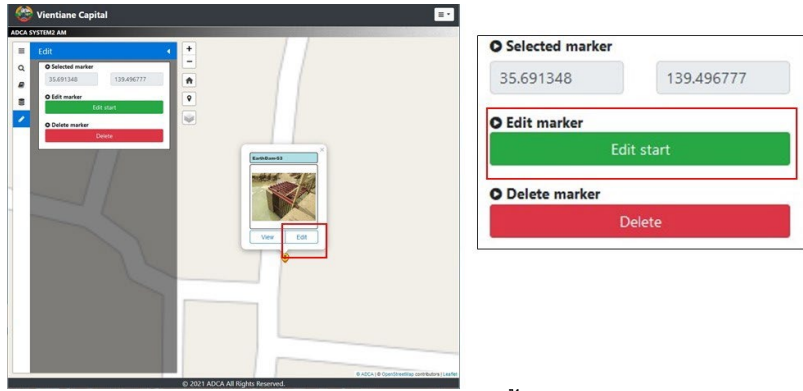 Vientiane Capital
ADCA SYSTEM2 AM
Edit
Selected marker
35.691348 139.496777
Edit marker
Edit start
Delete marker
Delete
+
−
View Edit
© ADCA | © OpenStreetMap contributors | Leaflet
© 2021 ADCA All Rights Reserved.
Selected marker
35.691348 139.496777
Edit marker
Edit start
Delete marker
Delete